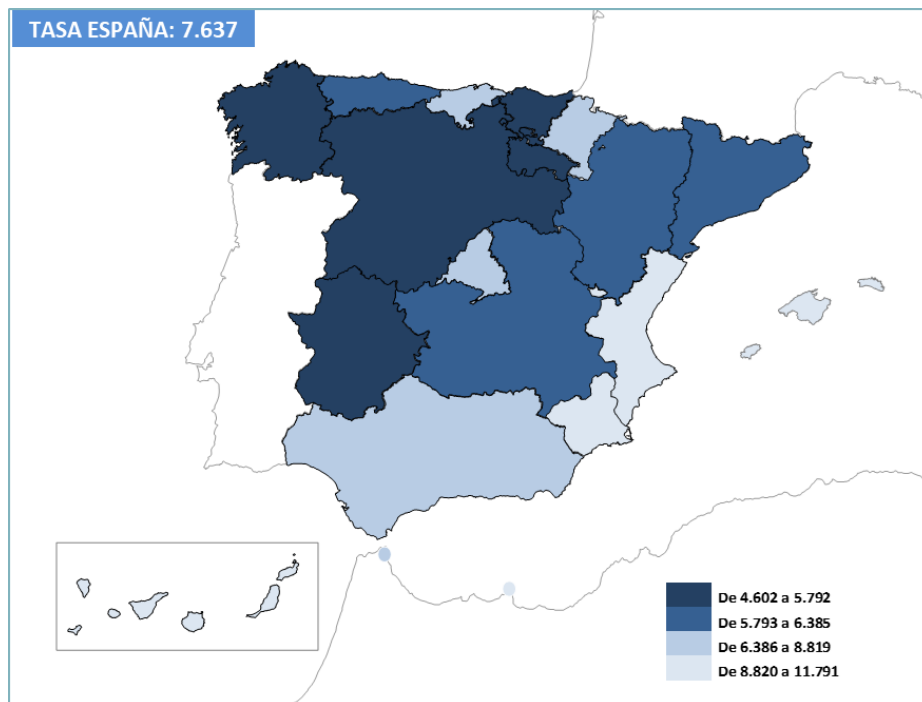 TASA ESPAÑA: 7.637
De 4.602 a 5.792
De 5.793 a 6.385
De 6.386 a 8.819
De 8.820 a 11.791